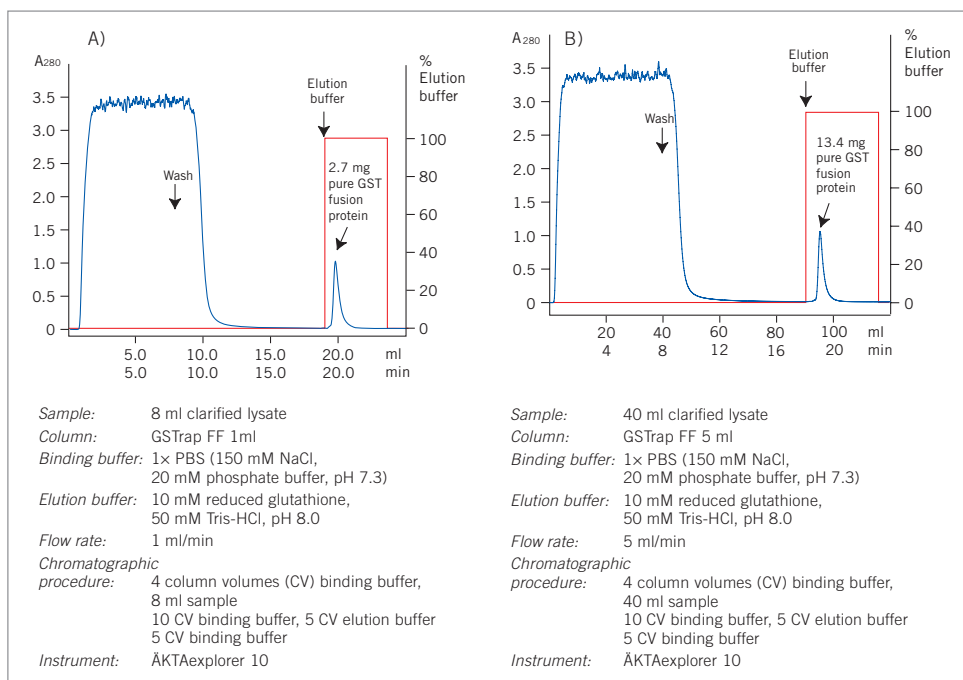 A)
A280
%
Elution
buffer
Elution
buffer
3.5
3.0
2.5
2.0
1.5
1.0
0.5
0
Wash
2.7 mg
pure GST
fusion
protein
100
80
60
40
20
0
5.0 10.0 15.0 20.0 ml
5.0 10.0 15.0 20.0 min
Sample: 8 ml clarified lysate
Column: GSTrap FF 1ml
Binding buffer: 1× PBS (150 mM NaCl,
20 mM phosphate buffer, pH 7.3)
Elution buffer: 10 mM reduced glutathione,
50 mM Tris-HCl, pH 8.0
Flow rate: 1 ml/min
Chromatographic
procedure: 4 column volumes (CV) binding buffer,
8 ml sample
10 CV binding buffer, 5 CV elution buffer
5 CV binding buffer
Instrument: ÄKTAexplorer 10
B)
A280
%
Elution
buffer
Elution
buffer
3.5
3.0
2.5
2.0
1.5
1.0
0.5
0
Wash
13.4 mg
pure GST
fusion
protein
100
80
60
40
20
0
20 40 60 80 100 ml
4 8 12 16 20 min
Sample: 40 ml clarified lysate
Column: GSTrap FF 5 ml
Binding buffer: 1× PBS (150 mM NaCl,
20 mM phosphate buffer, pH 7.3)
Elution buffer: 10 mM reduced glutathione,
50 mM Tris-HCl, pH 8.0
Flow rate: 5 ml/min
Chromatographic
procedure: 4 column volumes (CV) binding buffer,
40 ml sample
10 CV binding buffer, 5 CV elution buffer
5 CV binding buffer
Instrument: ÄKTAexplorer 10